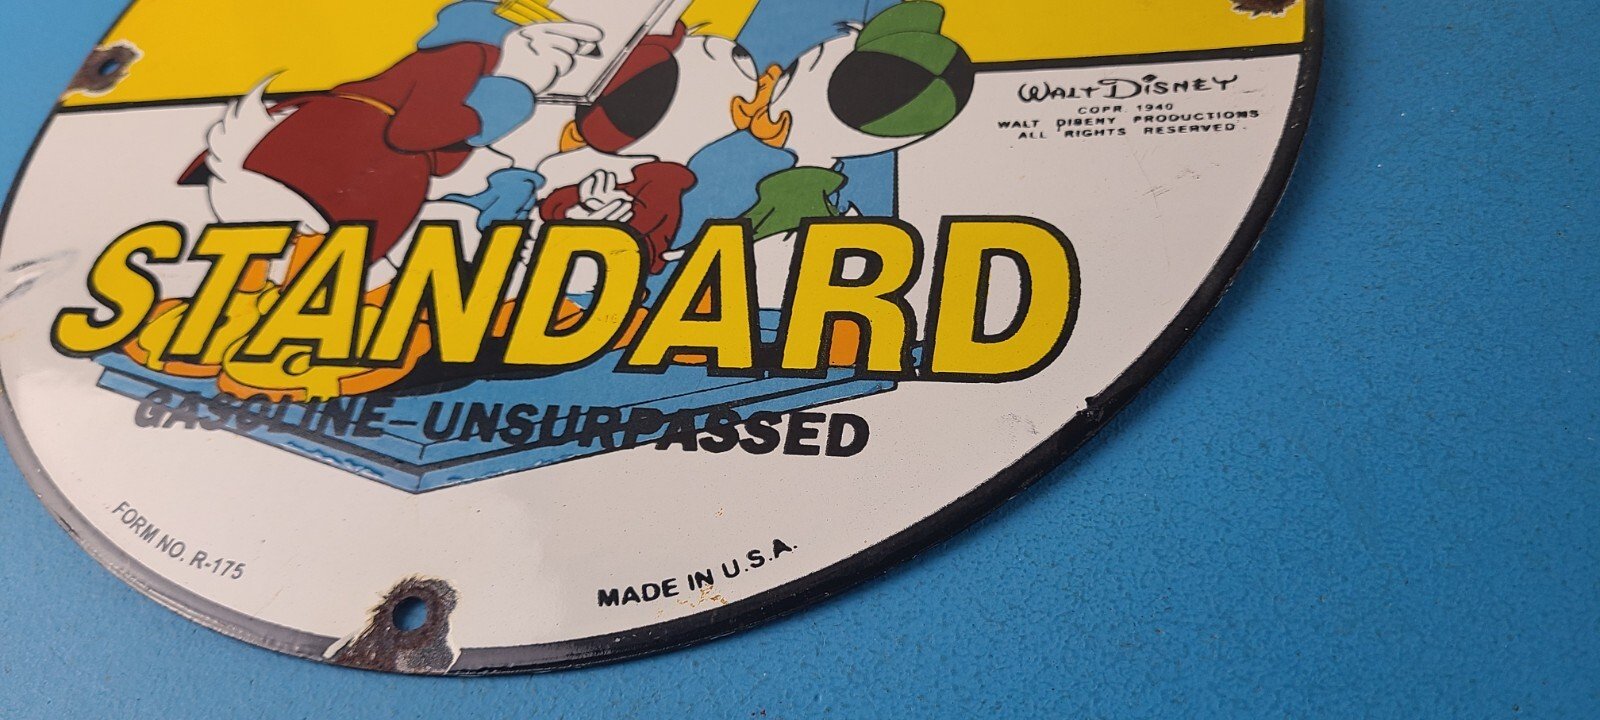 WALT DISNEY
COPR. 1940
WALT DISENY PRODUCTIONS
ALL RIGHTS RESERVED.
STANDARD
GASOLINE-UNSURPASSED
FORM NO. R-175
MADE IN U.S.A.